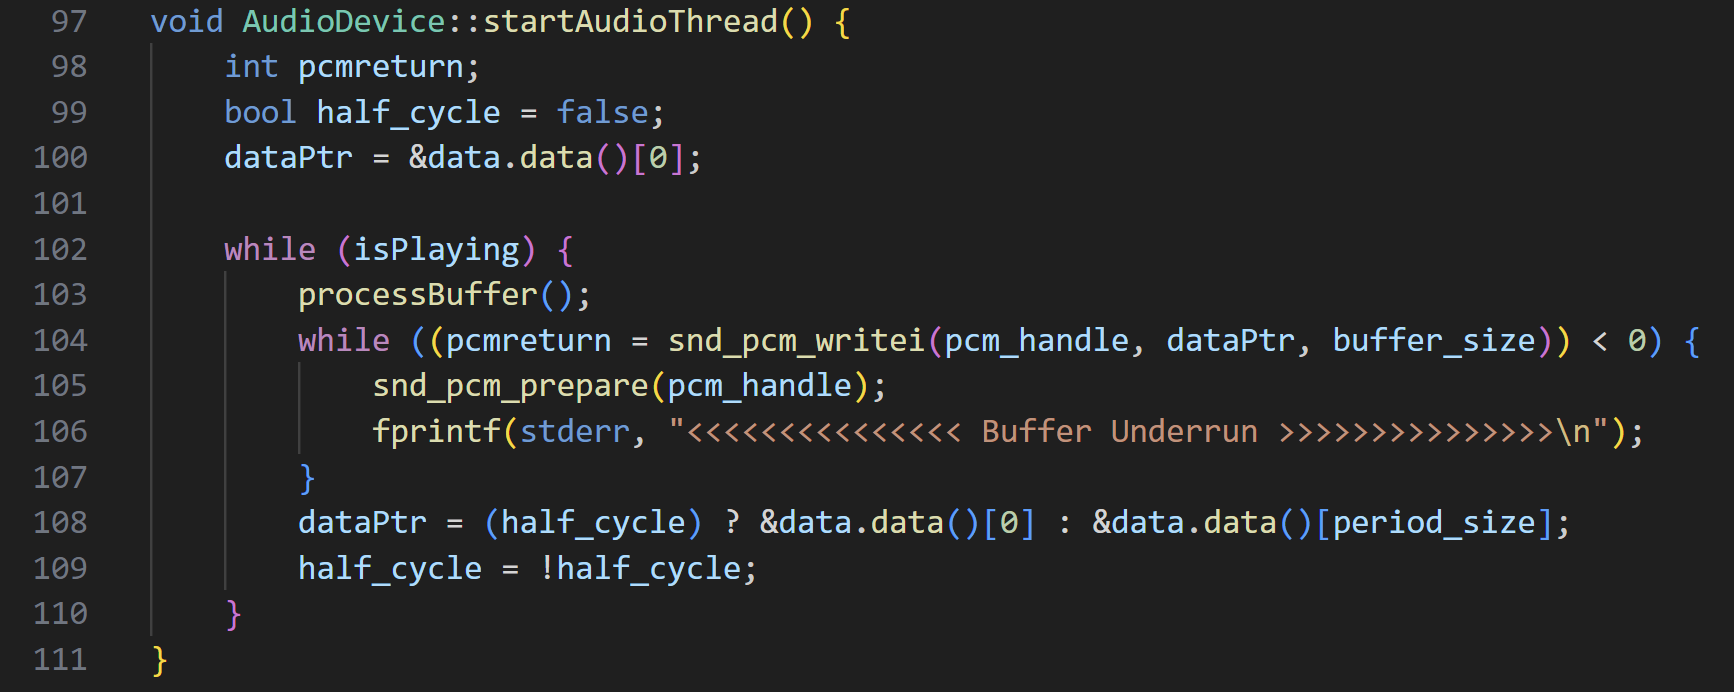 97 void AudioDevice::startAudioThread() {
98 int pcmreturn;
99 bool half_cycle = false;
100 dataPtr = &data.data()[0];
101
102 while (isPlaying) {
103 processBuffer();
104 while ((pcmreturn = snd_pcm_writei(pcm_handle, dataPtr, buffer_size)) < 0) {
105 snd_pcm_prepare(pcm_handle);
106 fprintf(stderr, "<<<<<<<<<<<<<<< Buffer Underrun >>>>>>>>>>>>>>>\n");
107 }
108 dataPtr = (half_cycle) ? &data.data()[0] : &data.data()[period_size];
109 half_cycle = !half_cycle;
110 }
111 }